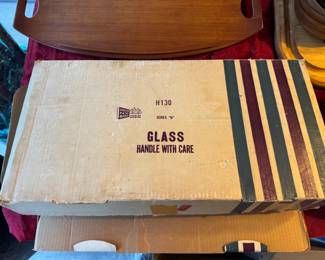 H130
SERIES "B"
GLASS
HANDLE WITH CARE